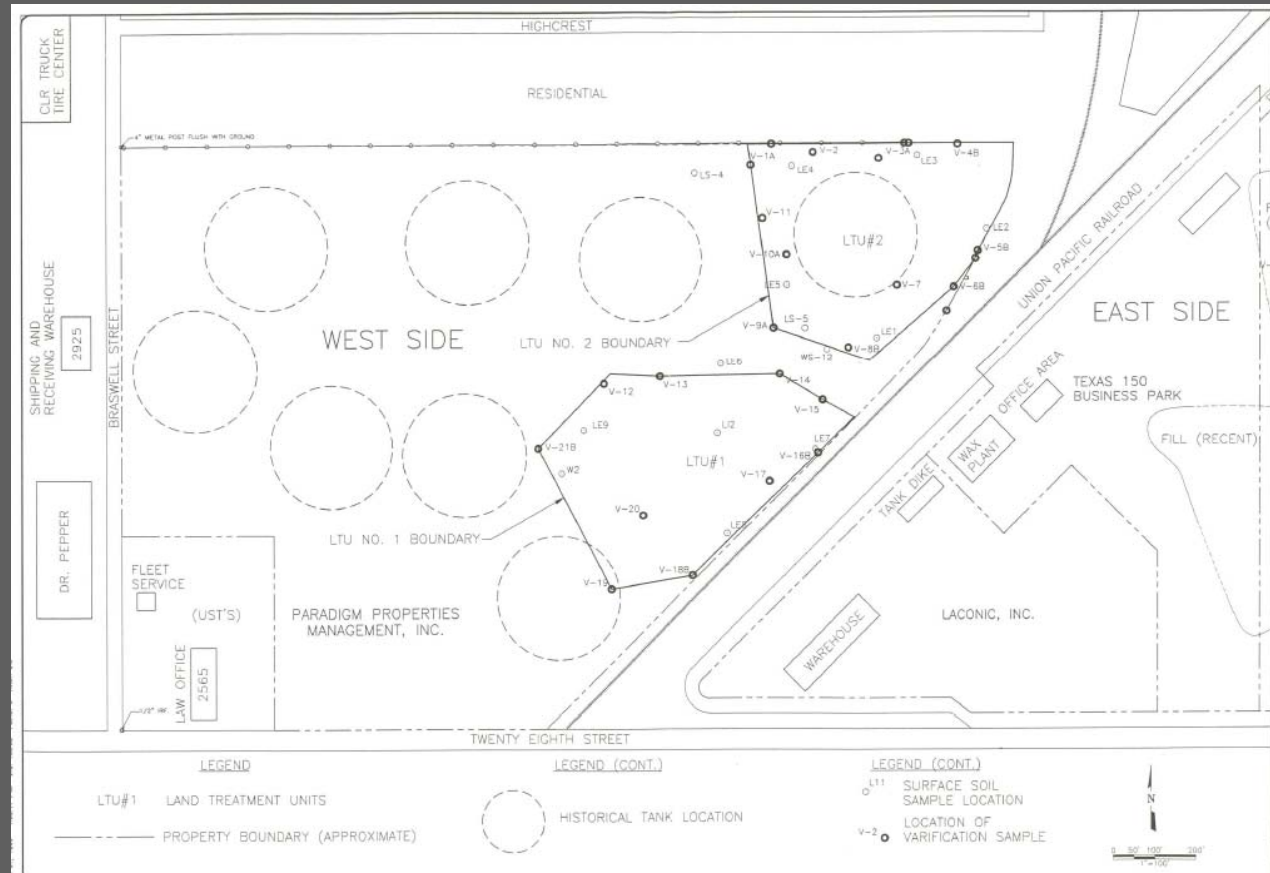 HIGHCREST
CLR TRUCK
TIRE CENTER
RESIDENTIAL
4" METAL POST FLUSH WITH GROUND
V-1A
V-2
V-3A
LE3
V-4B
LS-4
LE4
V-11
LTU#2
LE2
V-10A
V-5B
LE5
V-7
V-6B
UNION PACIFIC RAILROAD
SHIPPING AND
RECEIVING WAREHOUSE
2925
BRASWELL STREET
WEST SIDE
EAST SIDE
LTU NO. 2 BOUNDARY
V-9A
LS-5
LE1
WS-12
V-8B
LE6
V-12
V-13
V-14
V-15
OFFICE AREA
TEXAS 150
BUSINESS PARK
WAX
PLANT
TANK DIKE
FILL (RECENT)
LE9
LI2
V-21B
LE7
V-16B
W2
LTU#1
V-17
V-20
LTU NO. 1 BOUNDARY
V-18B
V-19
DR. PEPPER
FLEET
SERVICE
(UST'S)
PARADIGM PROPERTIES
MANAGEMENT, INC.
LAW OFFICE
2565
WAREHOUSE
LACONIC, INC.
TWENTY EIGHTH STREET
LEGEND
LTU#1 LAND TREATMENT UNITS
PROPERTY BOUNDARY (APPROXIMATE)
LEGEND (CONT.)
HISTORICAL TANK LOCATION
LEGEND (CONT.)
L11 SURFACE SOIL
SAMPLE LOCATION
V-2 LOCATION OF
VARIFICATION SAMPLE
N
0 50' 100' 200'
1"=100'